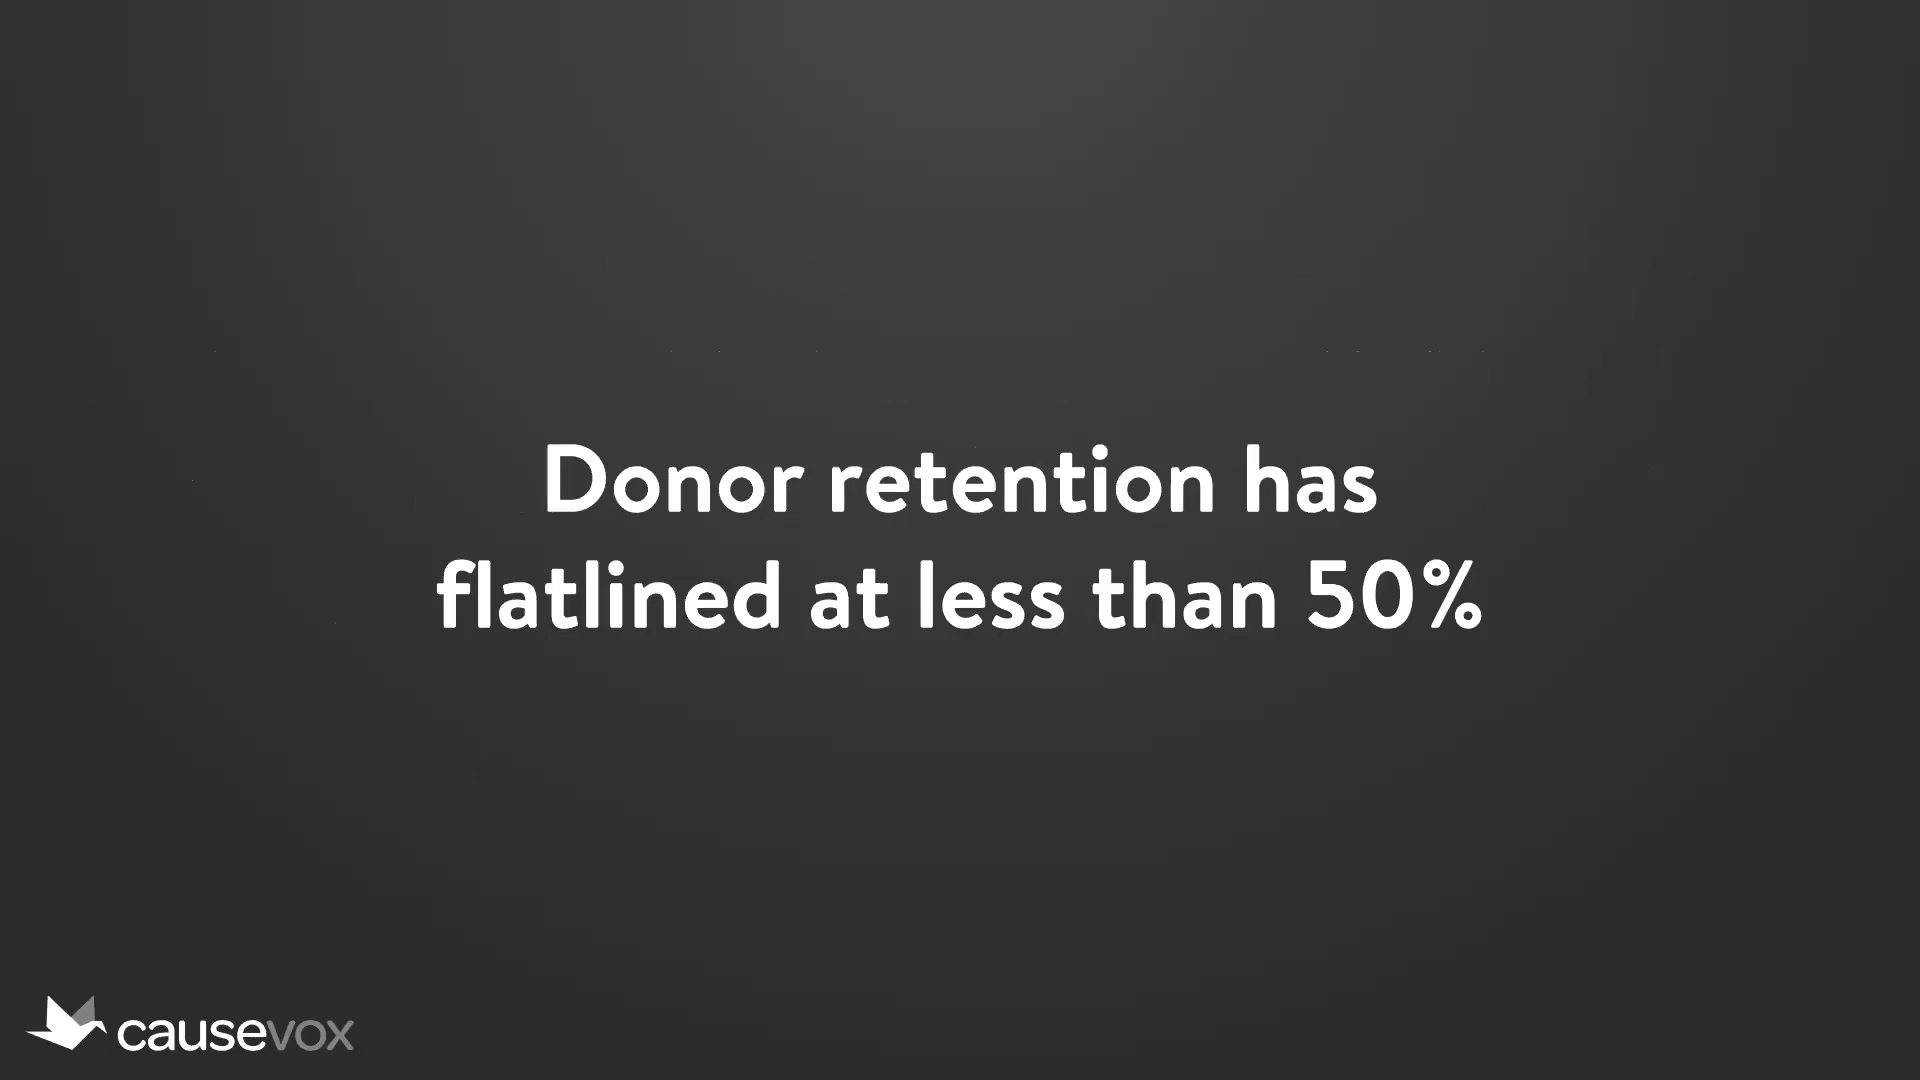 Donor retention has
flatlined at less than 50%
causevox